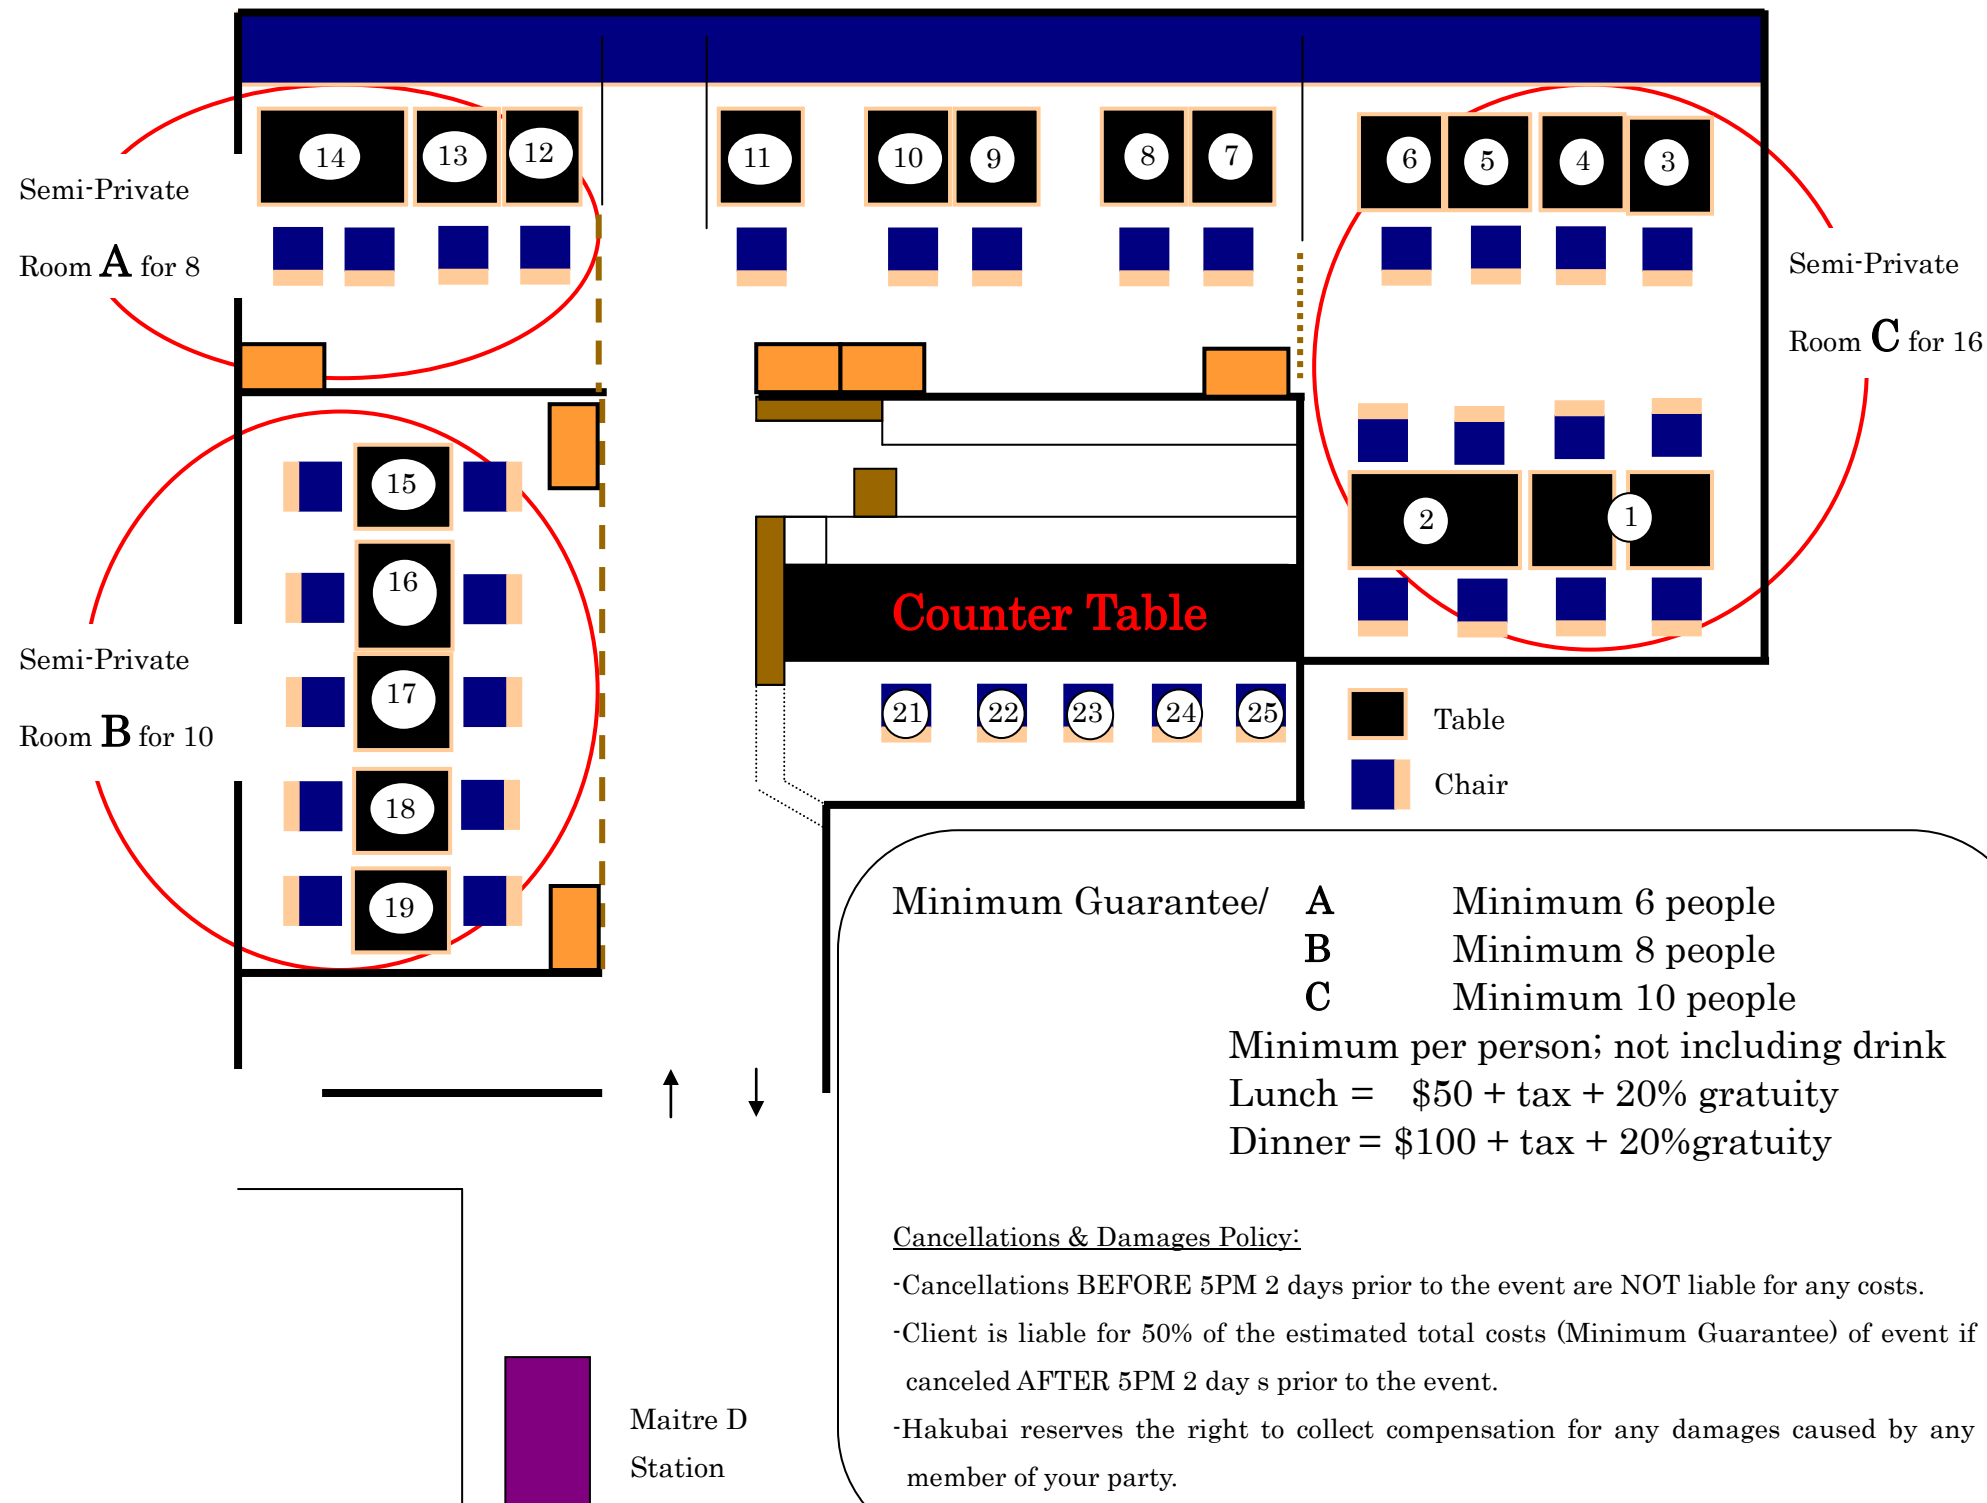 14
13
12
11
10
9
8
7
6
5
4
3
Semi-Private
Room A for 8
Semi-Private
Room C for 16
15
16
17
18
19
2
1
Semi-Private
Room B for 10
Counter Table
21
22
23
24
25
Table
Chair
Minimum Guarantee/ A Minimum 6 people
B Minimum 8 people
C Minimum 10 people
Minimum per person; not including drink
Lunch = $50 + tax + 20% gratuity
Dinner = $100 + tax + 20%gratuity
Cancellations & Damages Policy:
-Cancellations BEFORE 5PM 2 days prior to the event are NOT liable for any costs.
-Client is liable for 50% of the estimated total costs (Minimum Guarantee) of event if
canceled AFTER 5PM 2 day s prior to the event.
-Hakubai reserves the right to collect compensation for any damages caused by any
member of your party.
Maitre D
Station